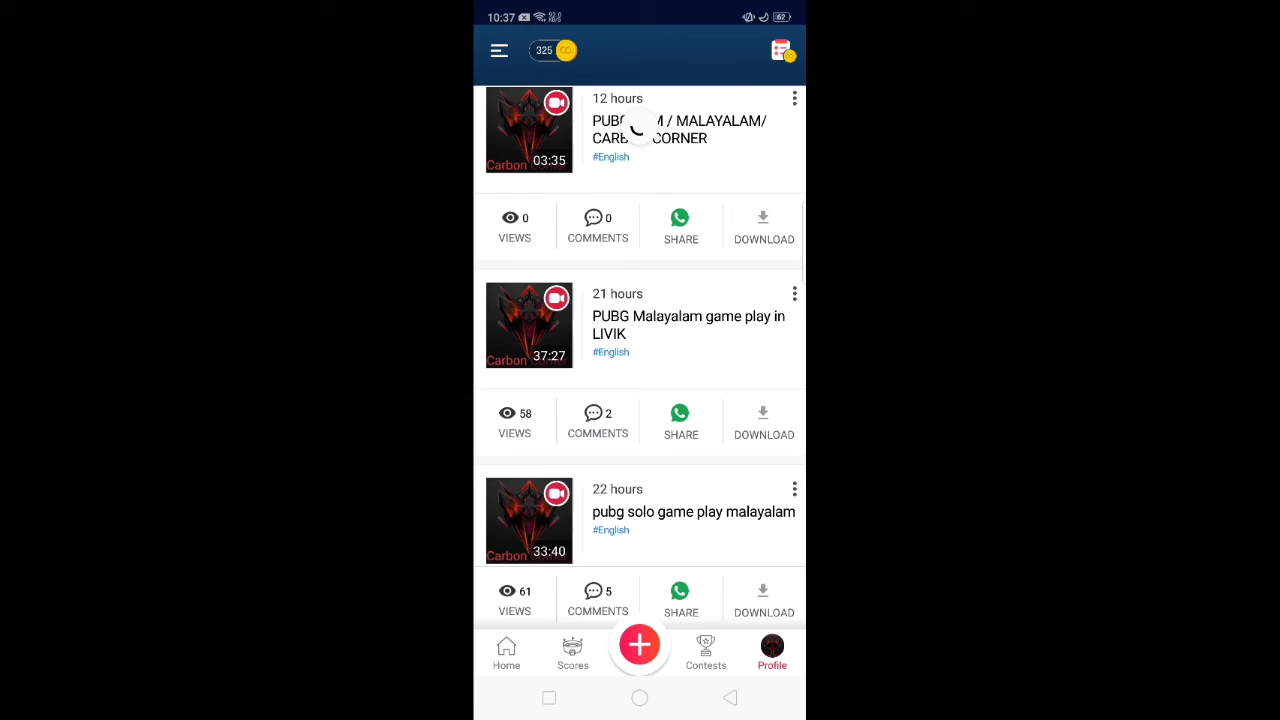 10:37
62
325
12 hours
/ MALAYALAM/
CORNER
#English
Carbon
03:35
0
0
VIEWS
COMMENTS
SHARE
DOWNLOAD
21 hours
PUBG Malayalam game play in
LIVIK
#English
Carbon
37:27
58
2
VIEWS
COMMENTS
SHARE
DOWNLOAD
22 hours
pubg solo game play malayalam
#English
Carbon
33:40
61
5
VIEWS
COMMENTS
SHARE
DOWNLOAD
Home
Scores
Contests
Profile